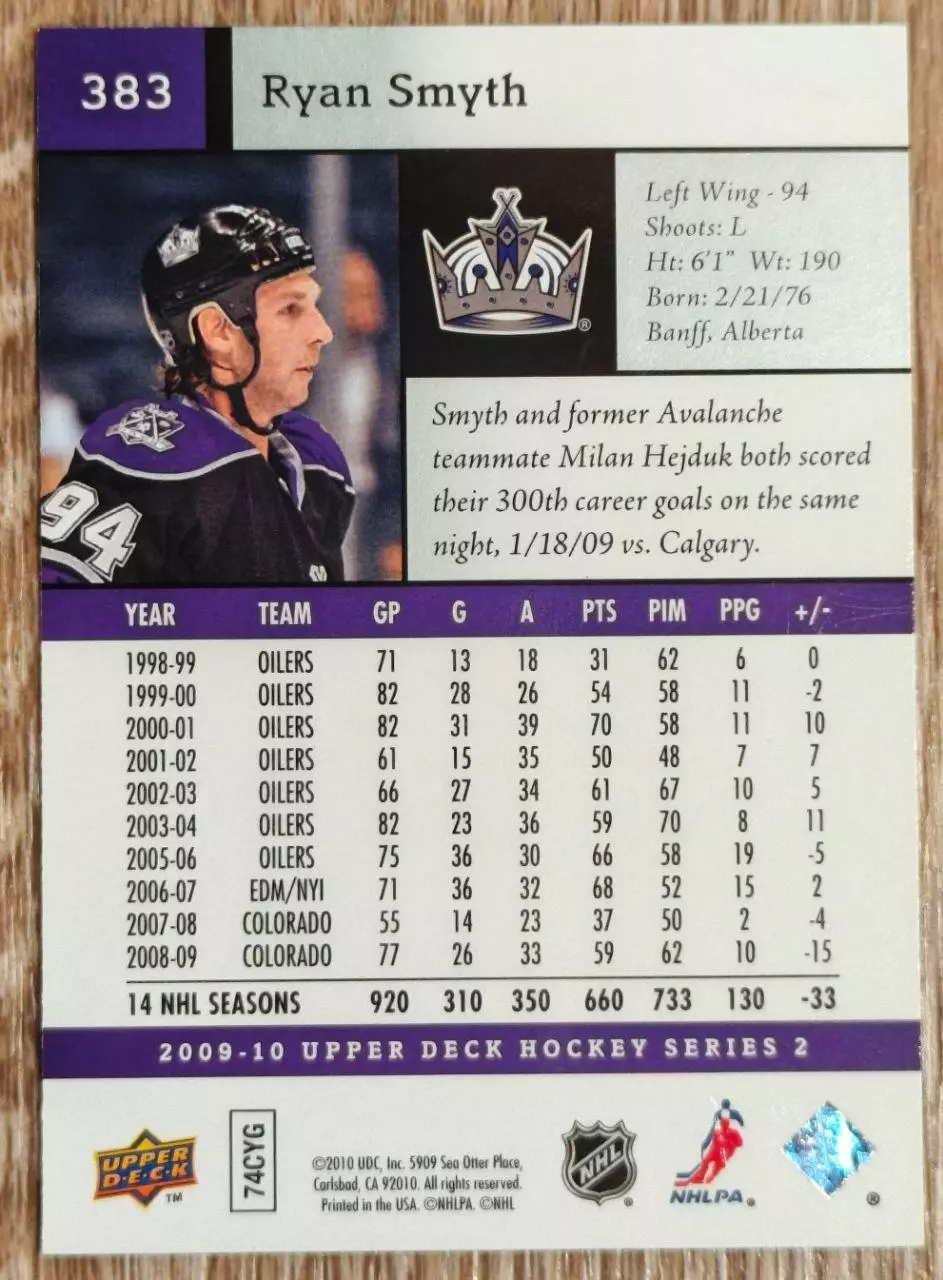 383
Ryan Smyth
Left Wing - 94
Shoots: L
Ht: 6'1" Wt: 190
Born: 2/21/76
Banff, Alberta
®
94
Smyth and former Avalanche
teammate Milan Hejduk both scored
their 300th career goals on the same
night, 1/18/09 vs. Calgary.
YEAR TEAM GP G A PTS PIM PPG +/-
1998-99 OILERS 71 13 18 31 62 6 0
1999-00 OILERS 82 28 26 54 58 11 -2
2000-01 OILERS 82 31 39 70 58 11 10
2001-02 OILERS 61 15 35 50 48 7 7
2002-03 OILERS 66 27 34 61 67 10 5
2003-04 OILERS 82 23 36 59 70 8 11
2005-06 OILERS 75 36 30 66 58 19 -5
2006-07 EDM/NYI 71 36 32 68 52 15 2
2007-08 COLORADO 55 14 23 37 50 2 -4
2008-09 COLORADO 77 26 33 59 62 10 -15
14 NHL SEASONS 920 310 350 660 733 130 -33
2009-10 UPPER DECK HOCKEY SERIES 2
UPPER
D·E·C·K
™
74CYG
©2010 UDC, Inc. 5909 Sea Otter Place,
Carlsbad, CA 92010. All rights reserved.
Printed in the USA. ©NHLPA. ©NHL
NHL
®
NHLPA®
®